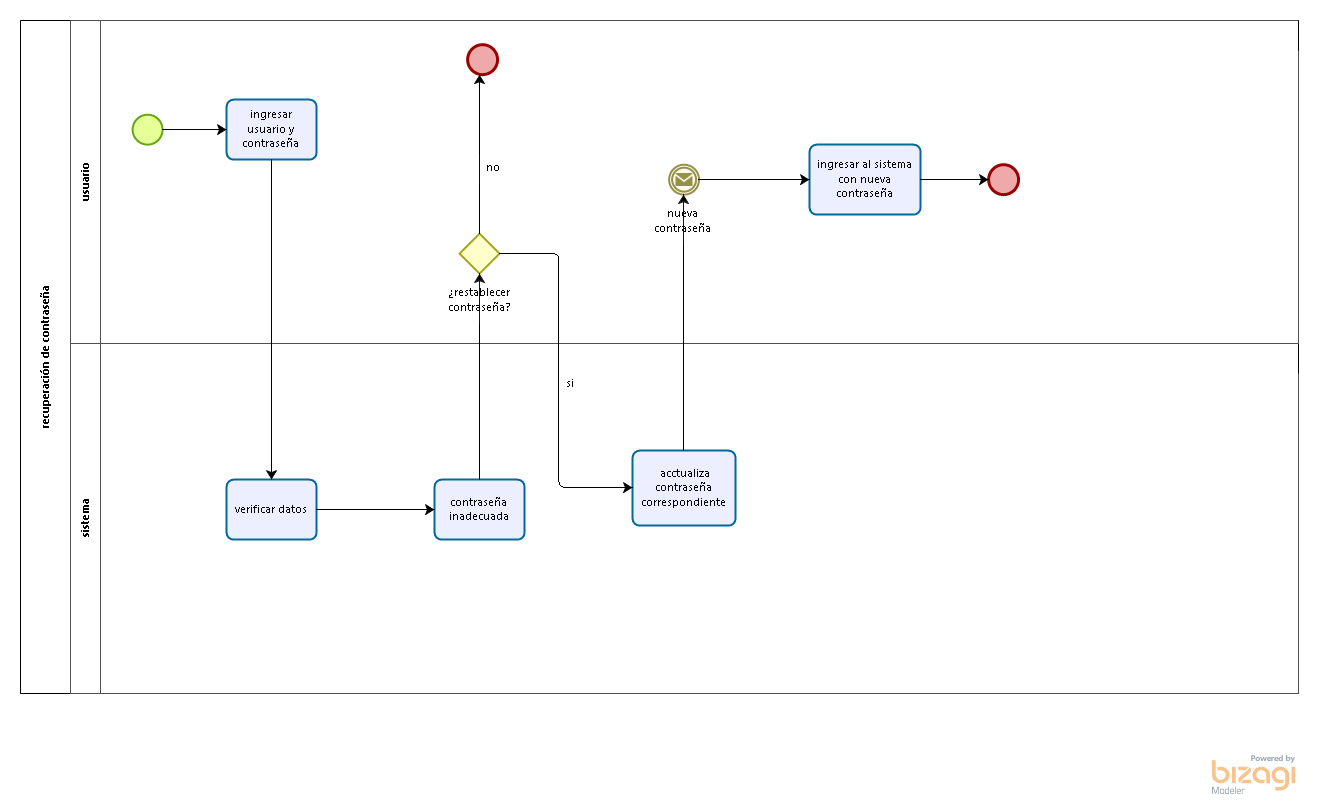 recuperación de contraseña
usuario
ingresar
usuario y
contraseña
no
¿restablecer
contraseña?
nueva
contraseña
ingresar al sistema
con nueva
contraseña
sistema
si
verificar datos
contraseña
inadecuada
acctualiza
contraseña
correspondiente
Powered by
bizagi
Modeler